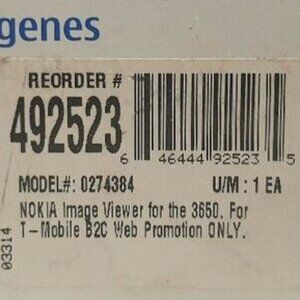 genes
REORDER #
492523
6 46444 92523 5
MODEL#: 0274384 U/M : 1 EA
NOKIA Image Viewer for the 3650. For
T-Mobile B2C Web Promotion ONLY.
03314